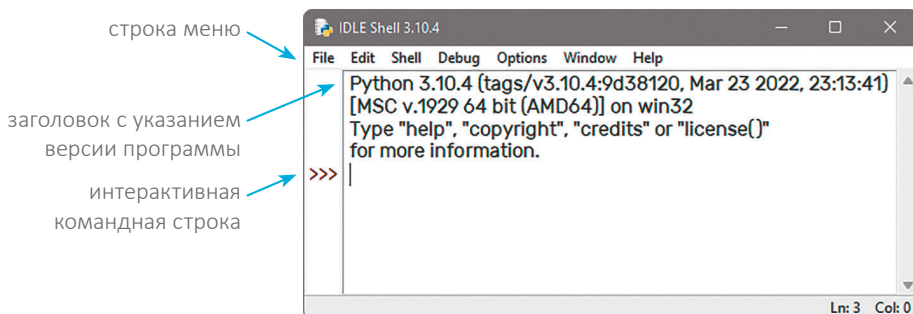 строка меню
заголовок с указанием
версии программы
интерактивная
командная строка
IDLE Shell 3.10.4
File Edit Shell Debug Options Window Help
Python 3.10.4 (tags/v3.10.4:9d38120, Mar 23 2022, 23:13:41)
[MSC v.1929 64 bit (AMD64)] on win32
Type "help", "copyright", "credits" or "license()"
for more information.
>>>
Ln: 3 Col: 0